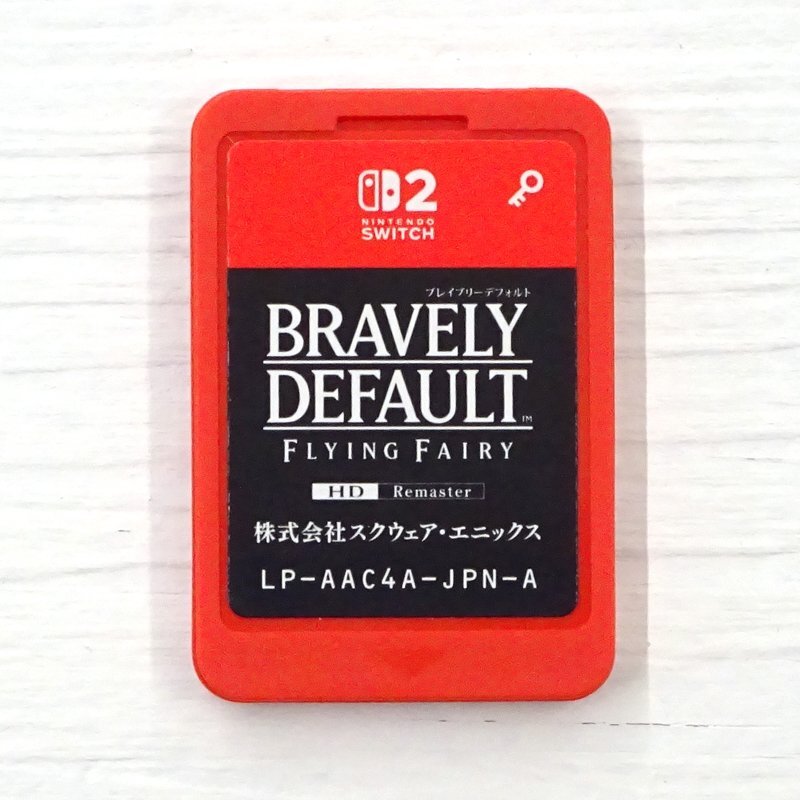 2
NINTENDO
SWITCH
ブレイブリーデフォルト
BRAVELY
DEFAULT™
FLYING FAIRY
HD Remaster
株式会社スクウェア・エニックス
LP-AAC4A-JPN-A